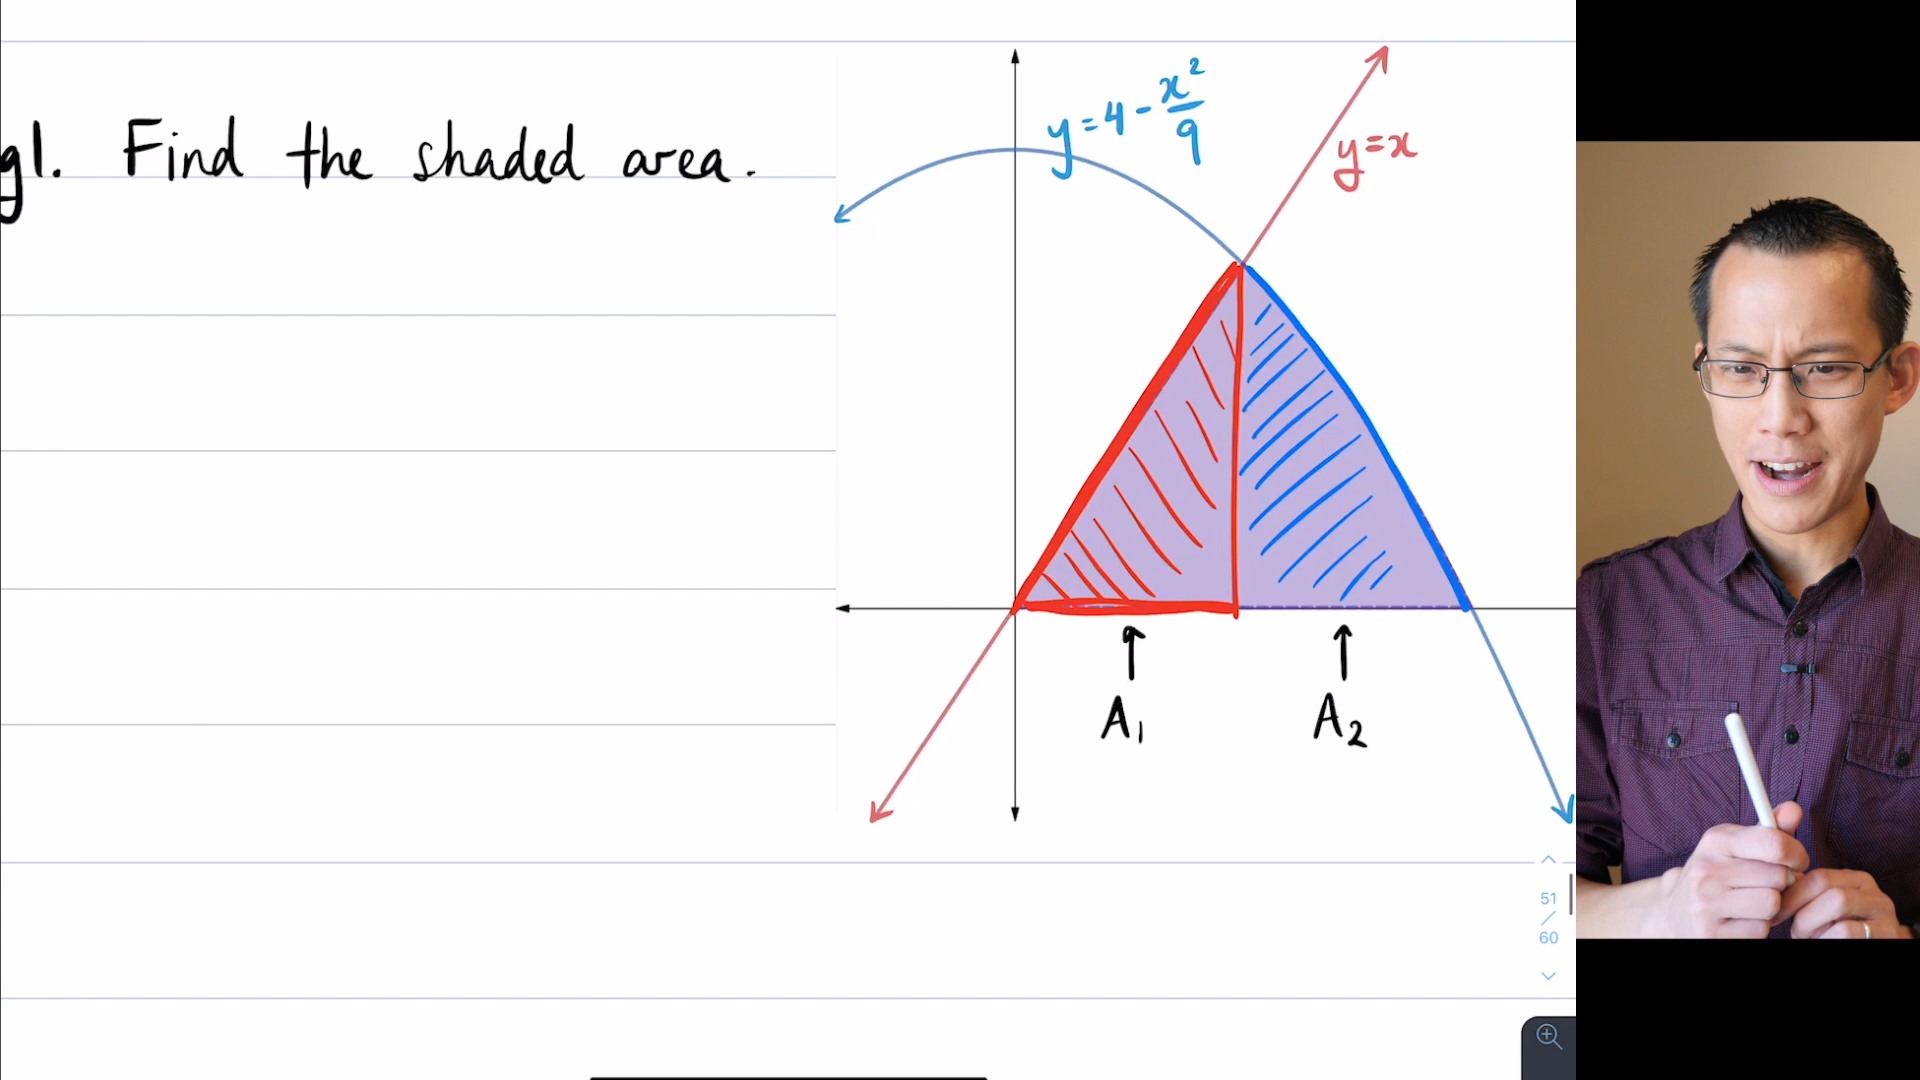 g1. Find the shaded area.
y=4-x²/9
y=x
A₁
A₂
51
/
60